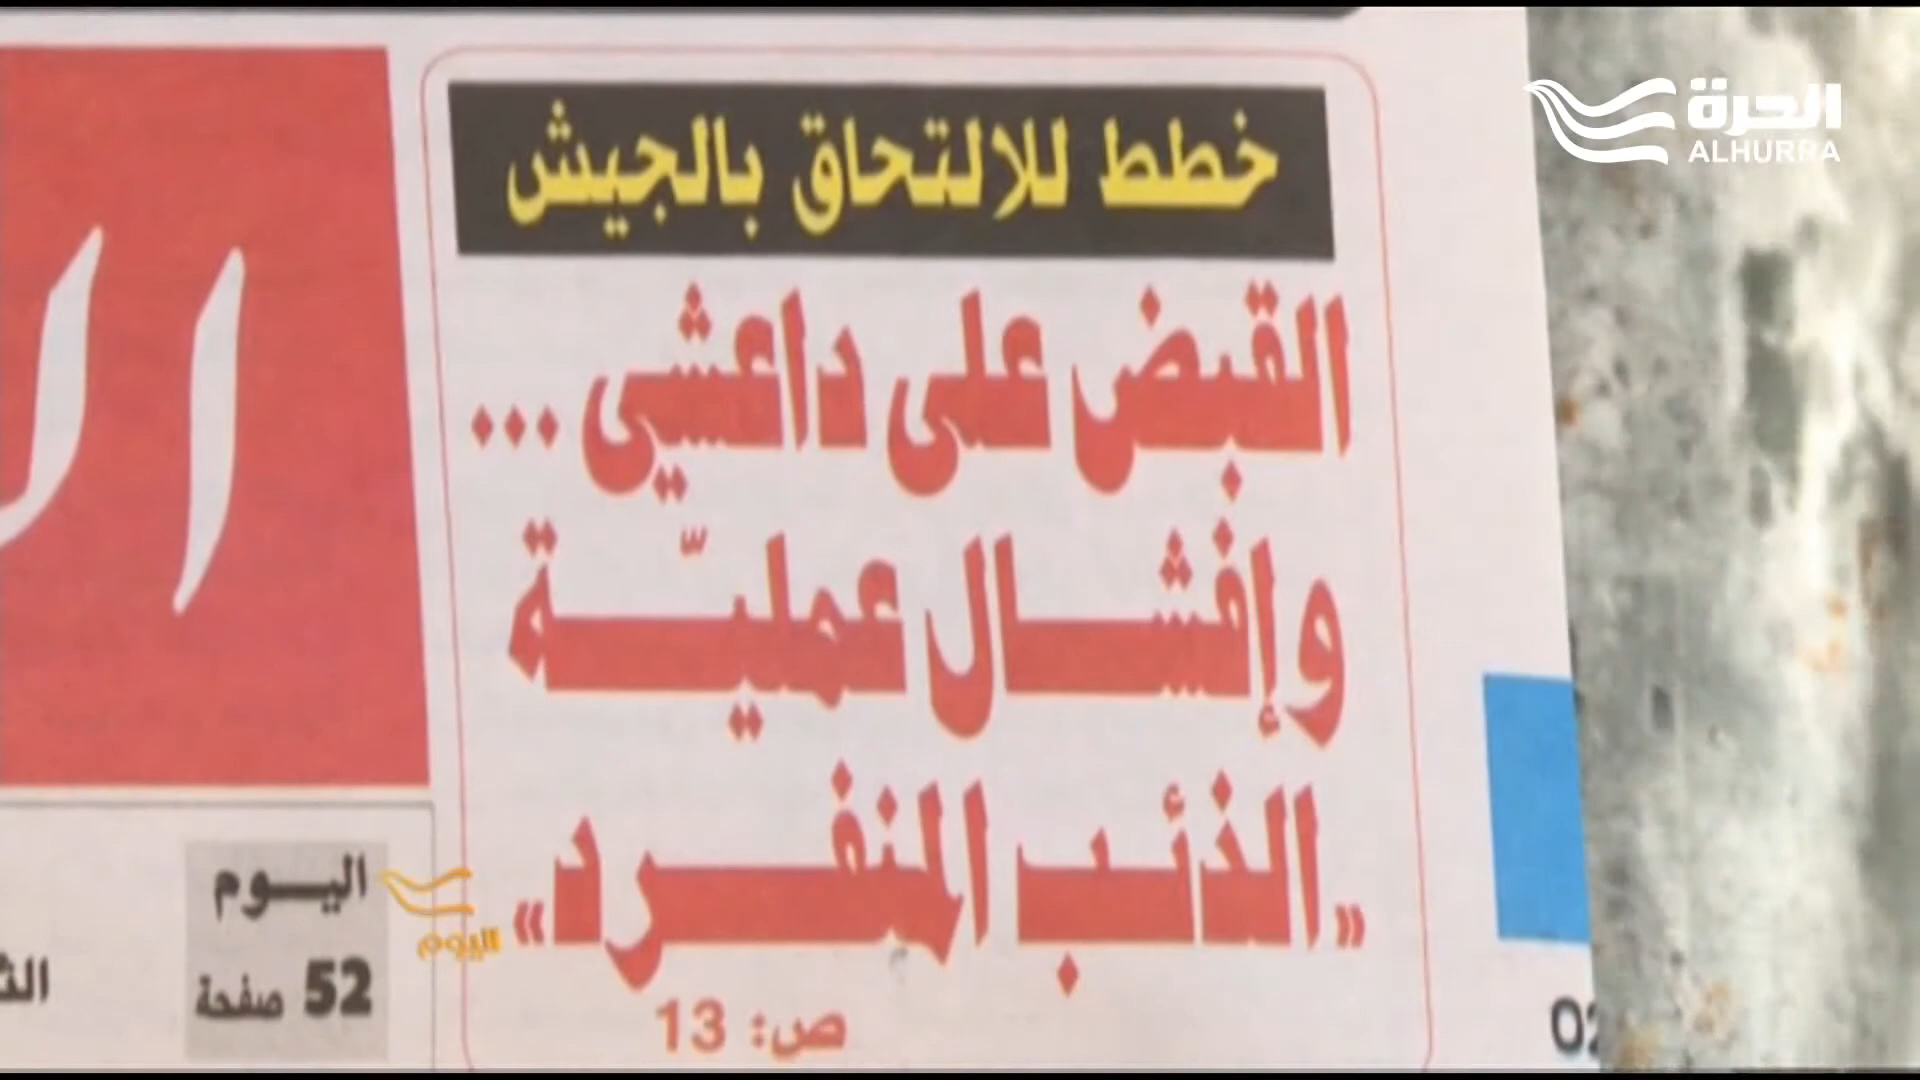 الحرة
ALHURRA
خطط للالتحاق بالجيش
القبض على داعشي ...
وإفشال عمليّة
«الذئب المنفرد»
ص: 13
اليوم
52 صفحة
اليوم